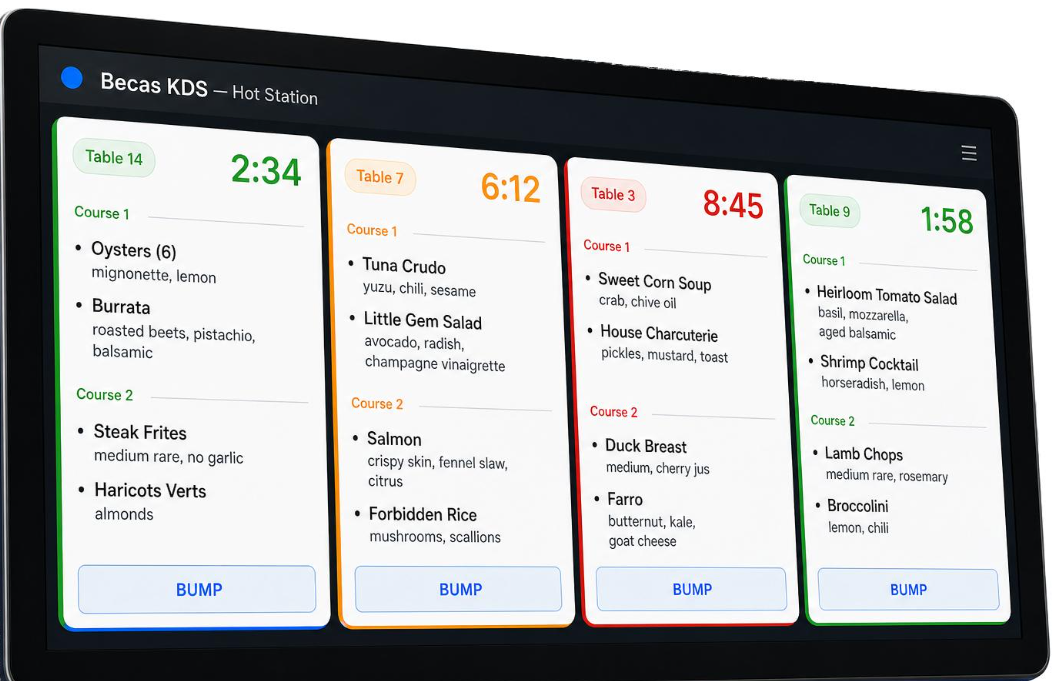 Becas KDS — Hot Station
Table 14
2:34
Course 1
• Oysters (6)
mignonette, lemon
• Burrata
roasted beets, pistachio,
balsamic
Course 2
• Steak Frites
medium rare, no garlic
• Haricots Verts
almonds
BUMP
Table 7
6:12
Course 1
• Tuna Crudo
yuzu, chili, sesame
• Little Gem Salad
avocado, radish,
champagne vinaigrette
Course 2
• Salmon
crispy skin, fennel slaw,
citrus
• Forbidden Rice
mushrooms, scallions
BUMP
Table 3
8:45
Course 1
• Sweet Corn Soup
crab, chive oil
• House Charcuterie
pickles, mustard, toast
Course 2
• Duck Breast
medium, cherry jus
• Farro
butternut, kale,
goat cheese
BUMP
Table 9
1:58
Course 1
• Heirloom Tomato Salad
basil, mozzarella,
aged balsamic
• Shrimp Cocktail
horseradish, lemon
Course 2
• Lamb Chops
medium rare, rosemary
• Broccolini
lemon, chili
BUMP